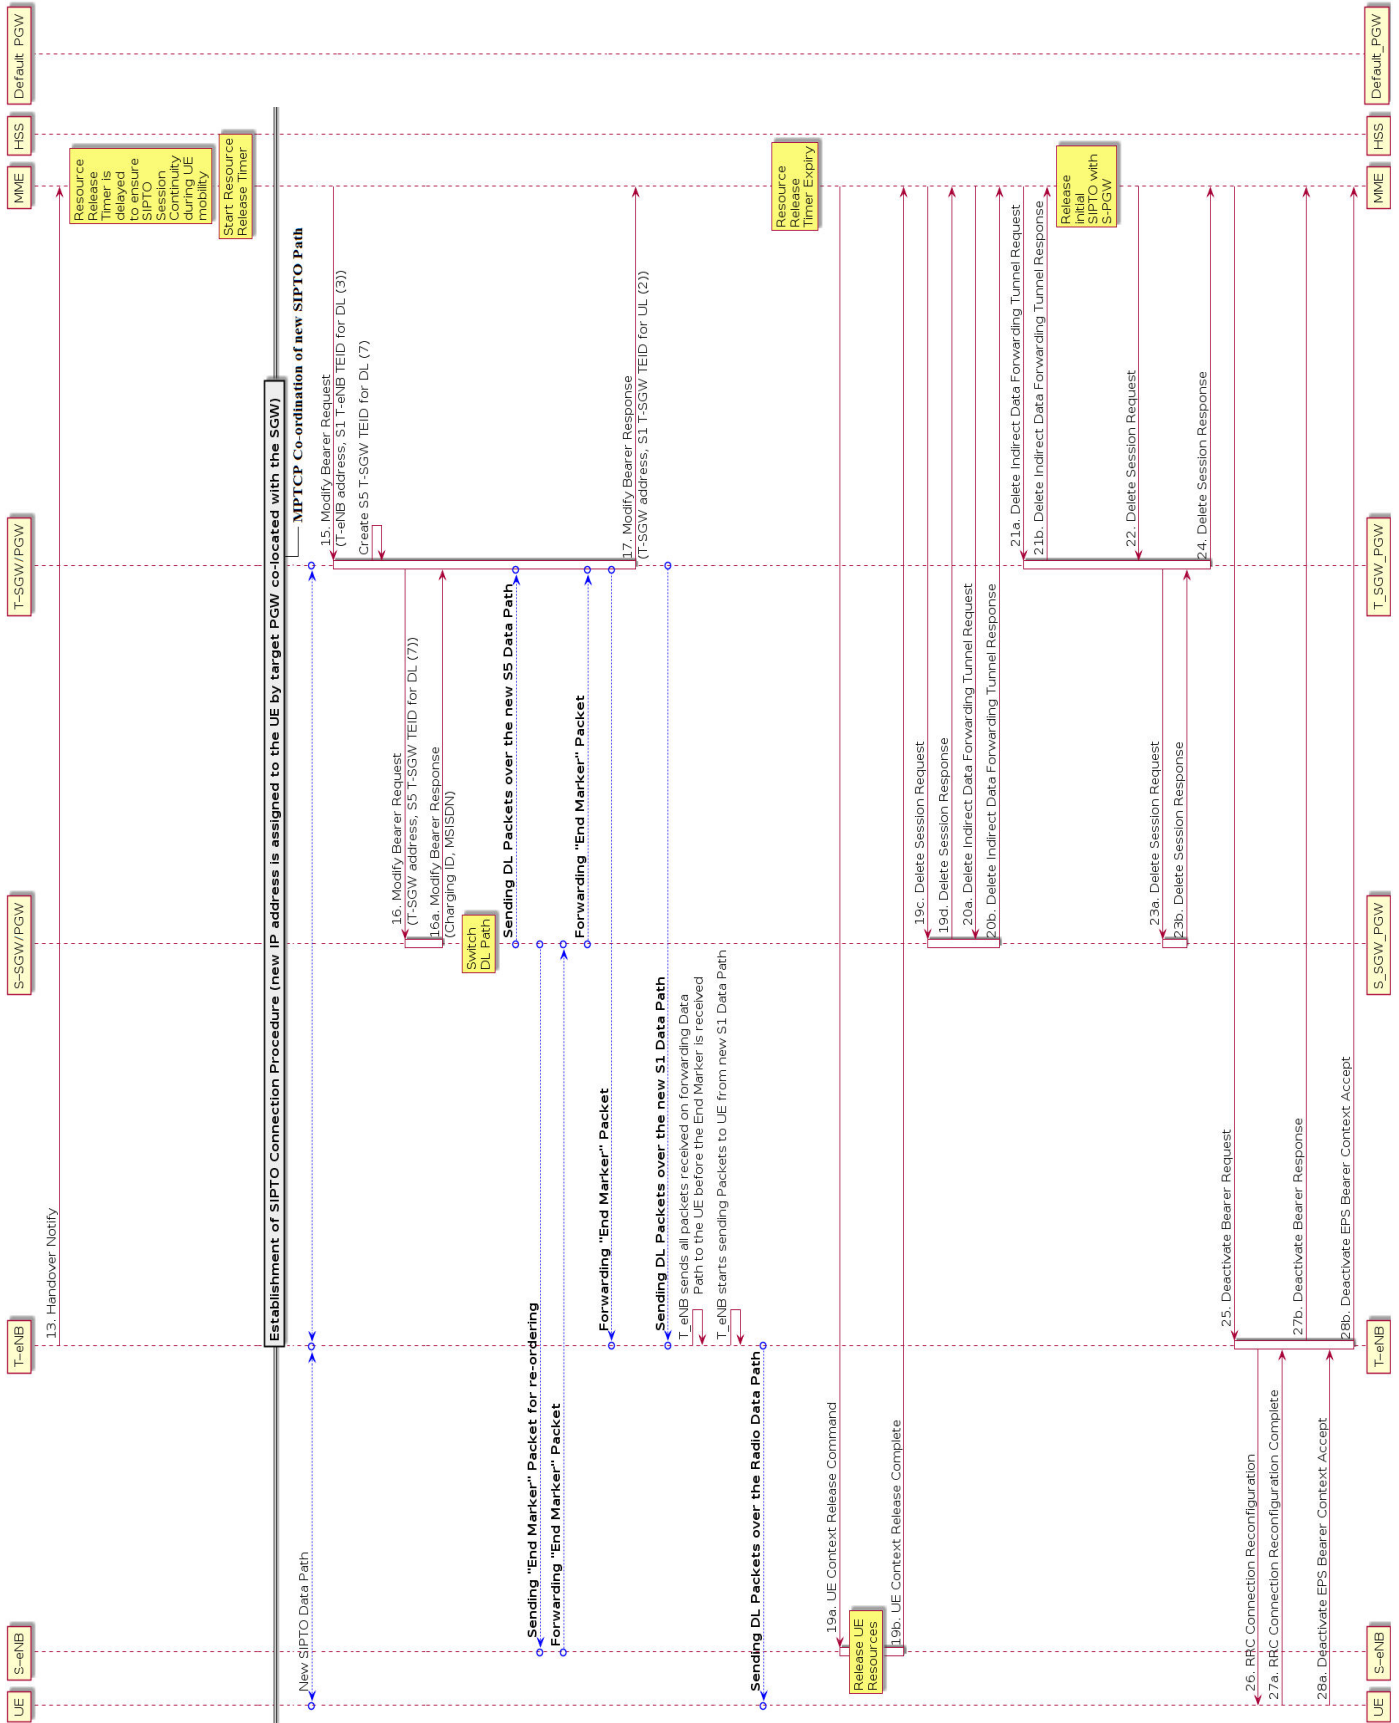 UE
S-eNB
T-eNB
S-SGW/PGW
T-SGW/PGW
MME
HSS
Default PGW
13. Handover Notify
Resource
Release
Timer is
delayed
to ensure
SIPTO
Session
Continuity
during UE
mobility
Start Resource
Release Timer
Establishment of SIPTO Connection Procedure (new IP address is assigned to the UE by target PGW co-located with the SGW)
MPTCP Co-ordination of new SIPTO Path
New SIPTO Data Path
15. Modify Bearer Request
(T-eNB address, S1 T-eNB TEID for DL (3))
Create S5 T-SGW TEID for DL (7)
16. Modify Bearer Request
(T-SGW address, S5 T-SGW TEID for DL (7))
16a. Modify Bearer Response
(Charging ID, MSISDN)
Switch
DL Path
Sending DL Packets over the new S5 Data Path
Sending "End Marker" Packet for re-ordering
Forwarding "End Marker" Packet
Forwarding "End Marker" Packet
Forwarding "End Marker" Packet
17. Modify Bearer Response
(T-SGW address, S1 T-SGW TEID for UL (2))
Sending DL Packets over the new S1 Data Path
T_eNB sends all packets received on forwarding Data
Path to the UE before the End Marker is received
T_eNB starts sending Packets to UE from new S1 Data Path
Sending DL Packets over the Radio Data Path
Resource
Release
Timer Expiry
19a. UE Context Release Command
Release UE
Resources
19b. UE Context Release Complete
19c. Delete Session Request
19d. Delete Session Response
20a. Delete Indirect Data Forwarding Tunnel Request
20b. Delete Indirect Data Forwarding Tunnel Response
21a. Delete Indirect Data Forwarding Tunnel Request
21b. Delete Indirect Data Forwarding Tunnel Response
Release
initial
SIPTO with
S-PGW
22. Delete Session Request
23a. Delete Session Request
23b. Delete Session Response
24. Delete Session Response
25. Deactivate Bearer Request
26. RRC Connection Reconfiguration
27a. RRC Connection Reconfiguration Complete
27b. Deactivate Bearer Response
28a. Deactivate EPS Bearer Context Accept
28b. Deactivate EPS Bearer Context Accept
UE
S-eNB
T-eNB
S_SGW_PGW
T_SGW_PGW
MME
HSS
Default_PGW